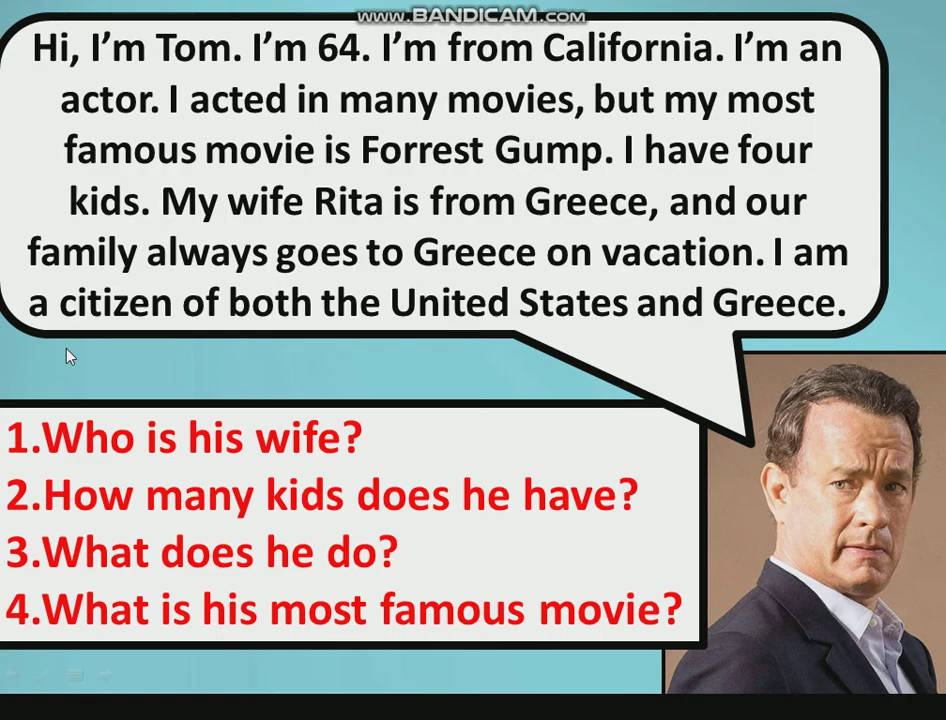 www.BANDICAM.com
Hi, I’m Tom. I’m 64. I’m from California. I’m an
actor. I acted in many movies, but my most
famous movie is Forrest Gump. I have four
kids. My wife Rita is from Greece, and our
family always goes to Greece on vacation. I am
a citizen of both the United States and Greece.
1.Who is his wife?
2.How many kids does he have?
3.What does he do?
4.What is his most famous movie?